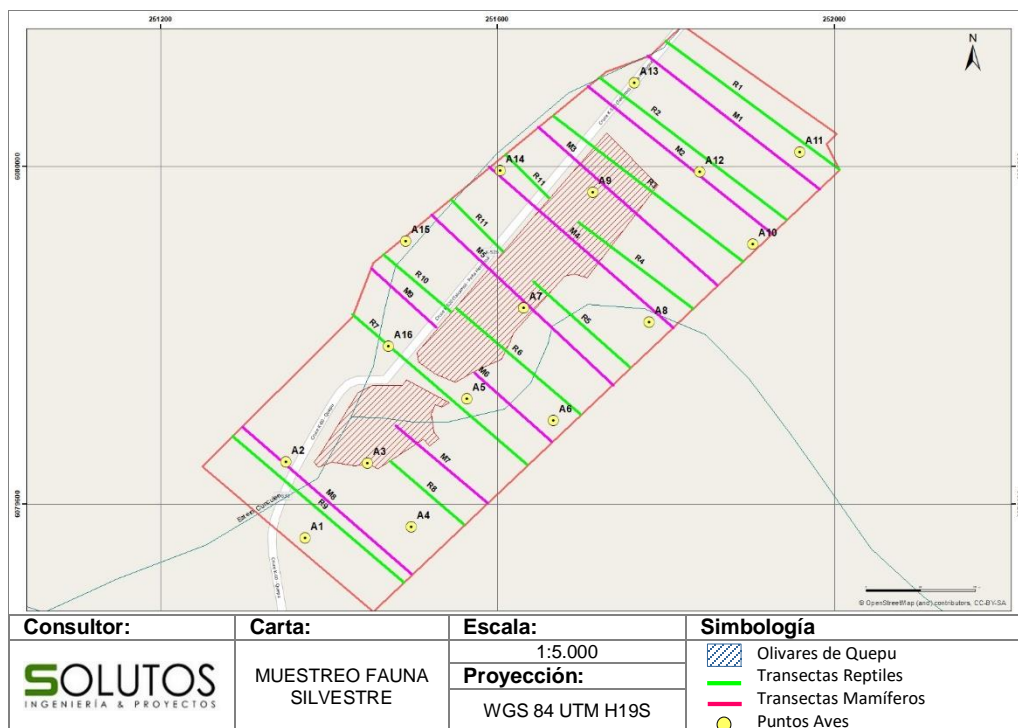 251200
251600
252000
N
A13
R1
A11
M1
R2
M2
A12
6080000
A14
M3
A9
R3
R11
R11
A15
M5
M4
A10
R10
R4
M9
A7
A8
R5
R7
A16
R6
M6
A5
A6
A2
A3
M7
M8
R8
R9
A4
A1
6079600
© OpenStreetMap (and) contributors, CC-BY-SA
Consultor:
Carta:
Escala:
Simbología
SOLUTOS
INGENIERÍA & PROYECTOS
MUESTREO FAUNA
SILVESTRE
1:5.000
Proyección:
WGS 84 UTM H19S
Olivares de Quepu
Transectas Reptiles
Transectas Mamíferos
Puntos Aves